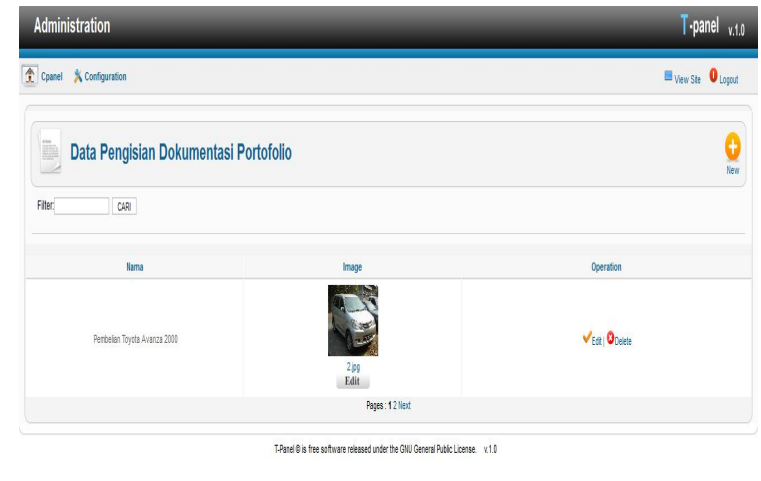 Administration T-panel v.1.0
Cpanel Configuration View Site Logout
Data Pengisian Dokumentasi Portofolio
New
Filter: CARI
Nama Image Operation
Pembelian Toyota Avanza 2000 Edit | Delete
2.jpg
Edit
Pages : 1 2 Next
T-Panel ® is free software released under the GNU General Public License. v.1.0